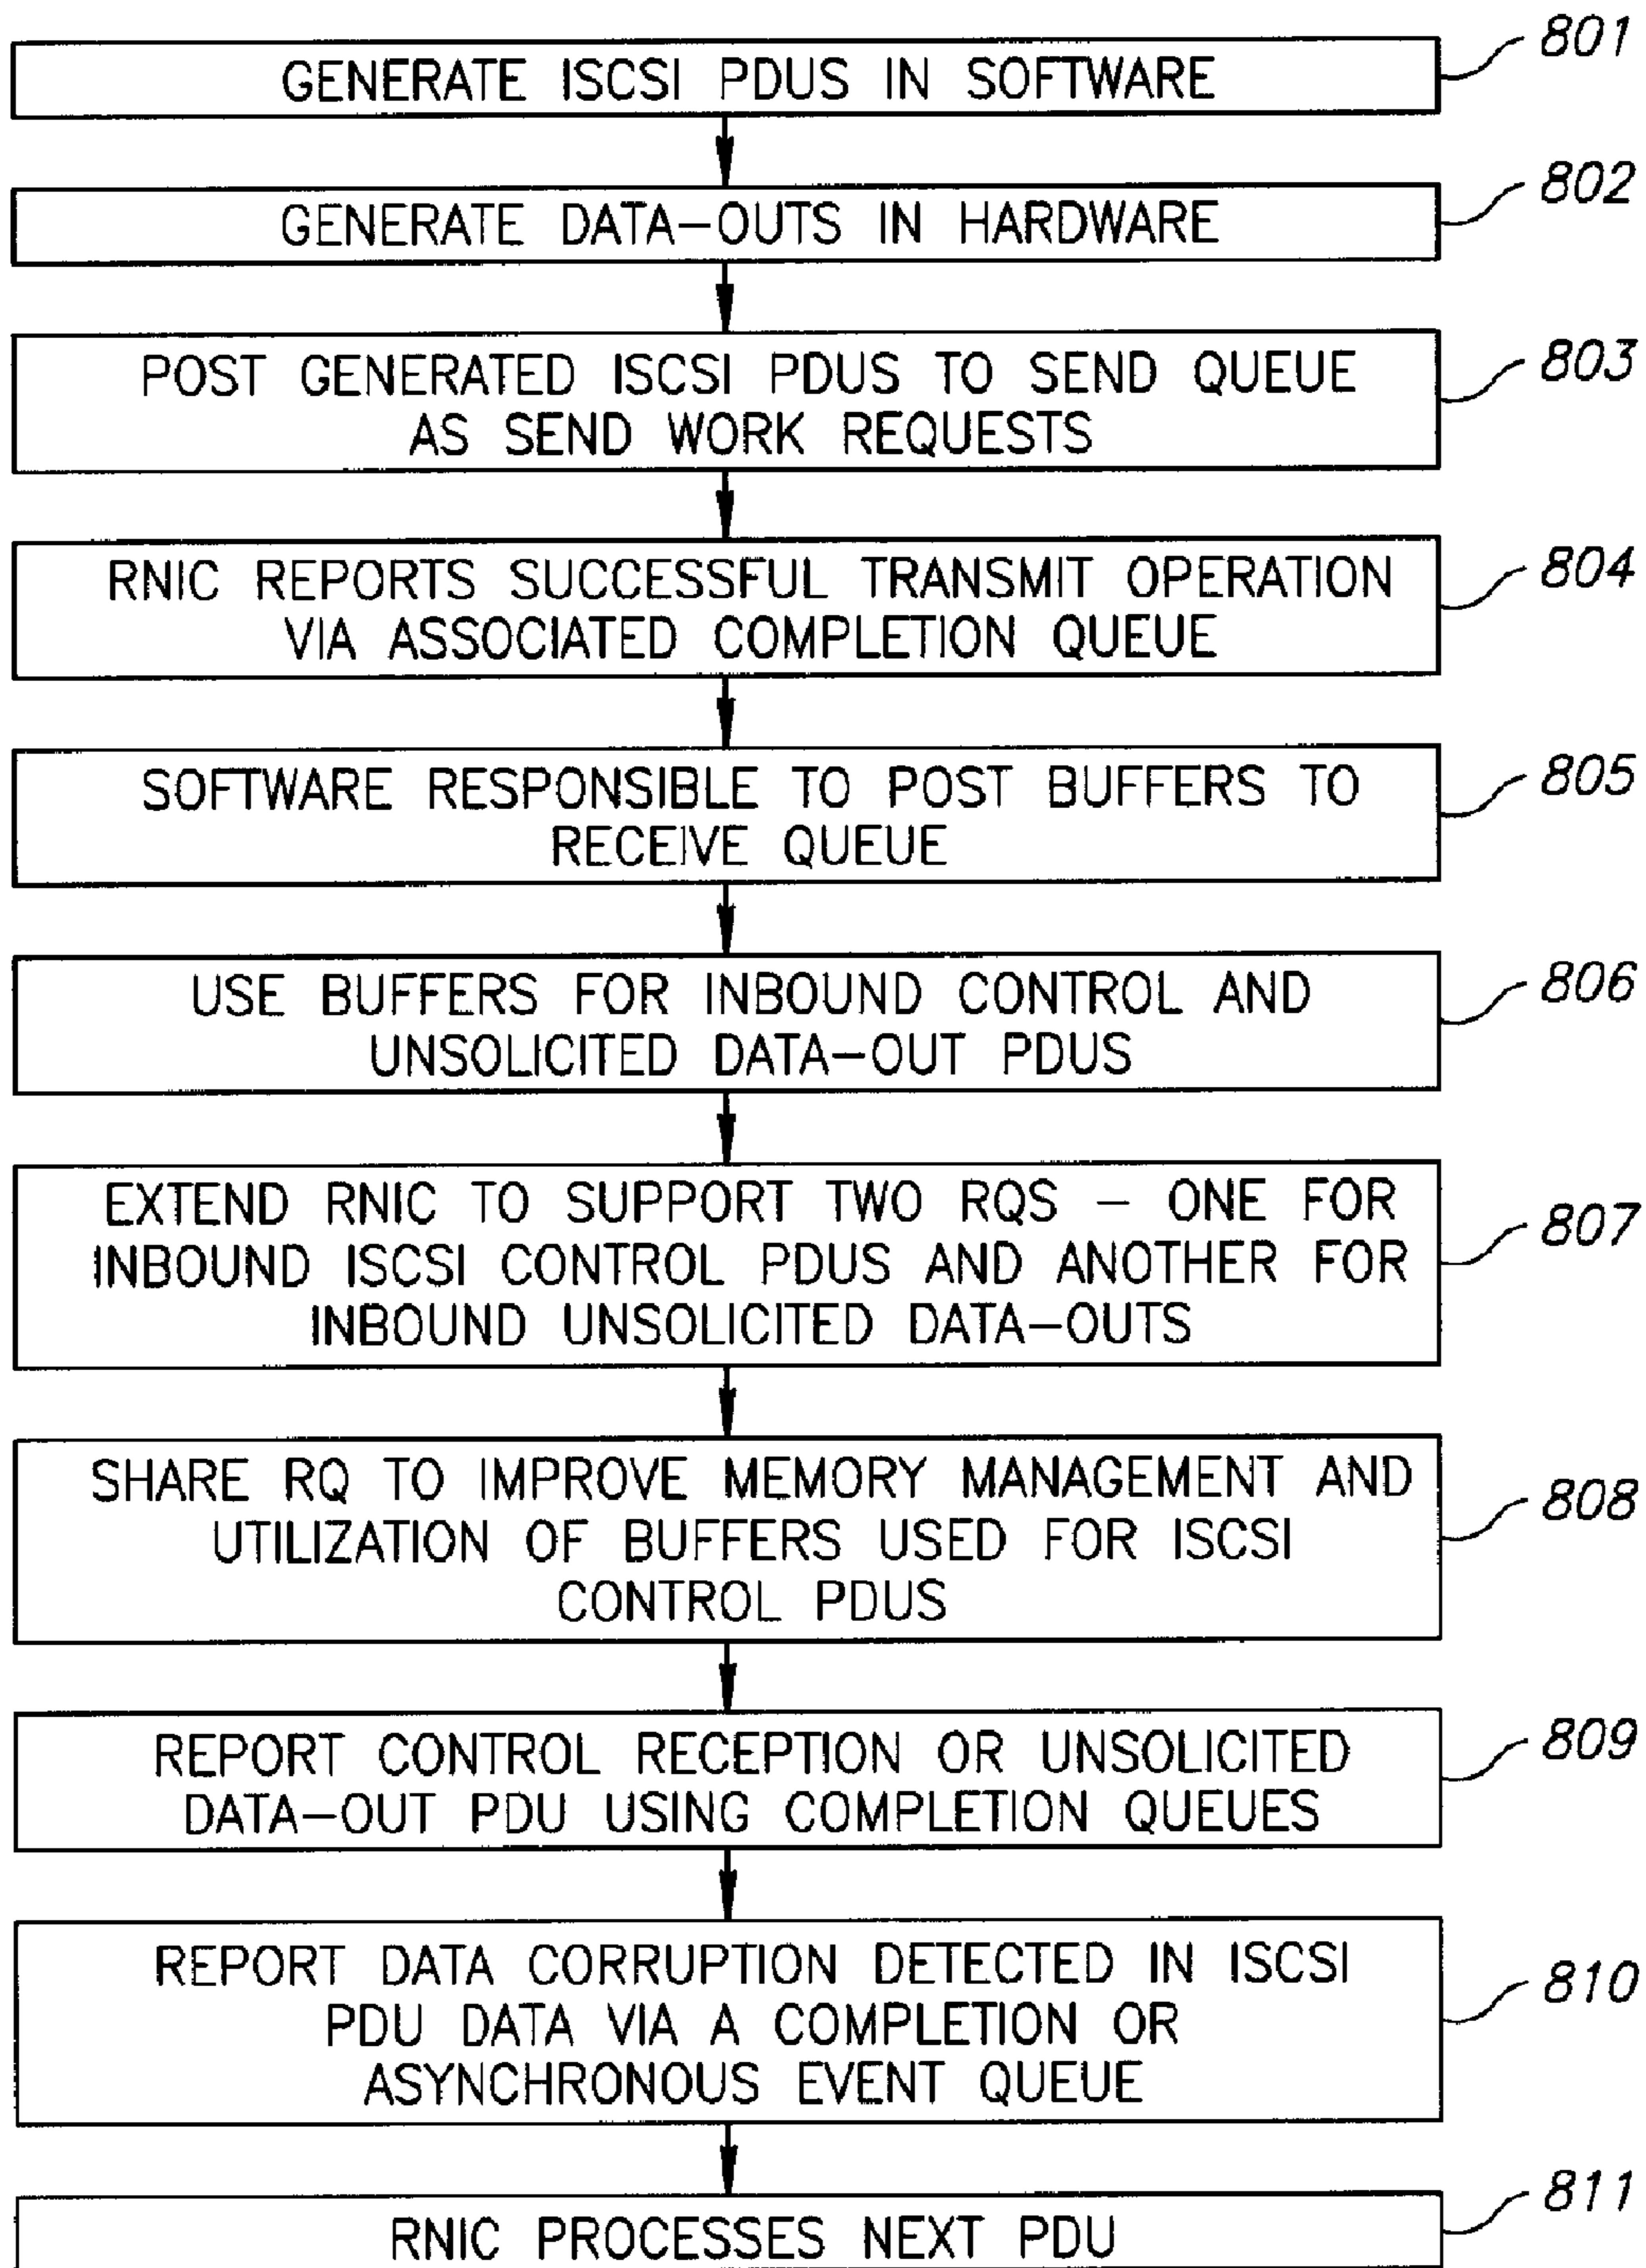 801
GENERATE ISCSI PDUS IN SOFTWARE
802
GENERATE DATA-OUTS IN HARDWARE
803
POST GENERATED ISCSI PDUS TO SEND QUEUE
AS SEND WORK REQUESTS
804
RNIC REPORTS SUCCESSFUL TRANSMIT OPERATION
VIA ASSOCIATED COMPLETION QUEUE
805
SOFTWARE RESPONSIBLE TO POST BUFFERS TO
RECEIVE QUEUE
806
USE BUFFERS FOR INBOUND CONTROL AND
UNSOLICITED DATA-OUT PDUS
807
EXTEND RNIC TO SUPPORT TWO RQS – ONE FOR
INBOUND ISCSI CONTROL PDUS AND ANOTHER FOR
INBOUND UNSOLICITED DATA-OUTS
808
SHARE RQ TO IMPROVE MEMORY MANAGEMENT AND
UTILIZATION OF BUFFERS USED FOR ISCSI
CONTROL PDUS
809
REPORT CONTROL RECEPTION OR UNSOLICITED
DATA-OUT PDU USING COMPLETION QUEUES
810
REPORT DATA CORRUPTION DETECTED IN ISCSI
PDU DATA VIA A COMPLETION OR
ASYNCHRONOUS EVENT QUEUE
811
RNIC PROCESSES NEXT PDU